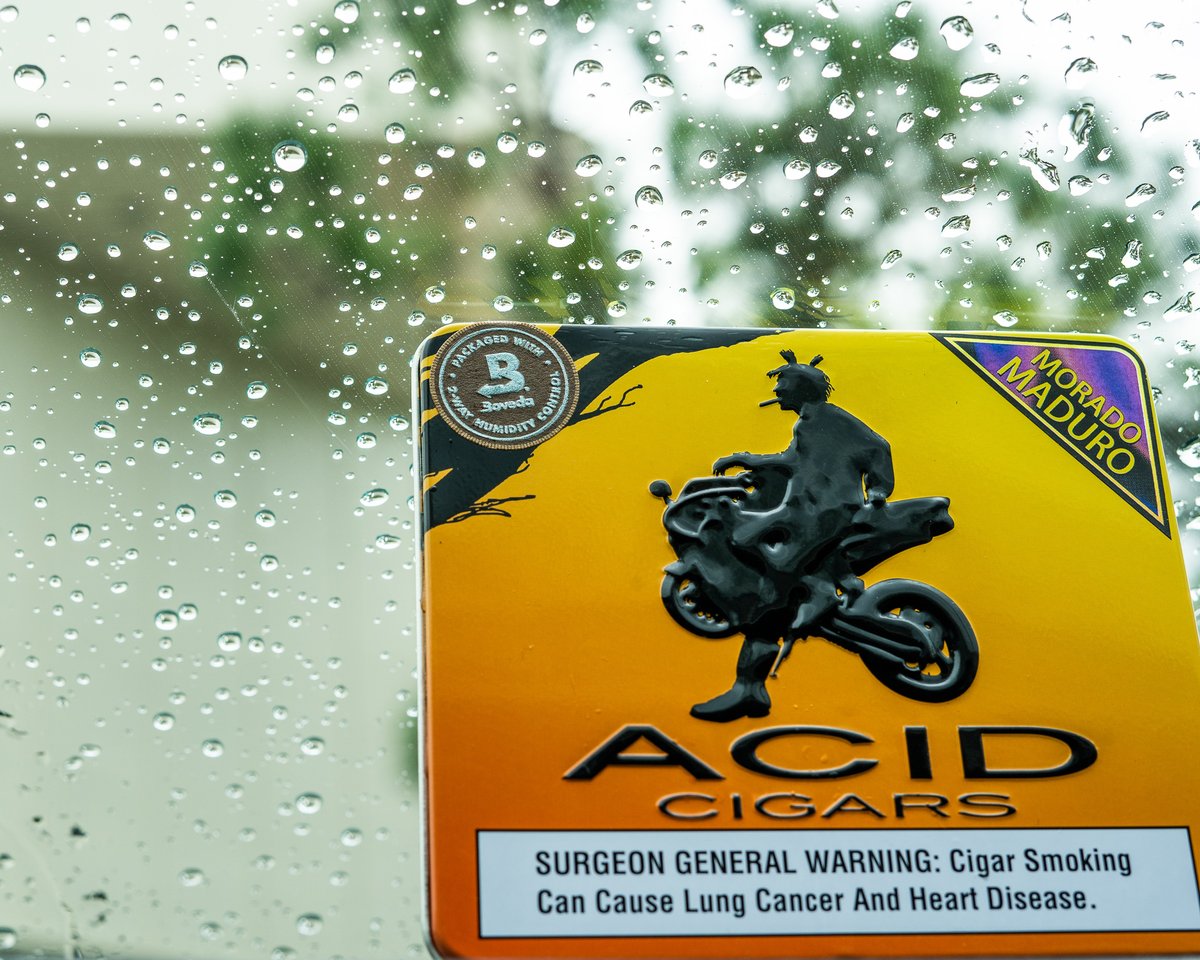 PACKAGED WITH
B
Boveda
2-WAY HUMIDITY CONTROL
MORADO
MADURO
ACID
CIGARS
SURGEON GENERAL WARNING: Cigar Smoking
Can Cause Lung Cancer And Heart Disease.